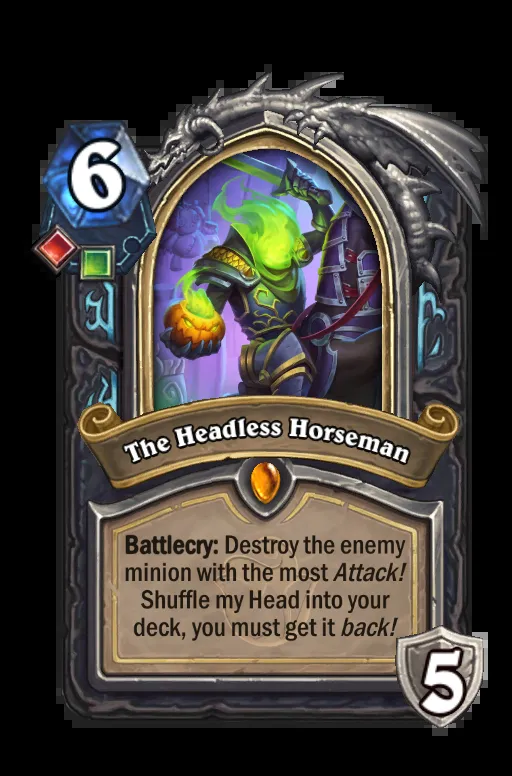 6
The Headless Horseman
Battlecry: Destroy the enemy
minion with the most Attack!
Shuffle my Head into your
deck, you must get it back!
5